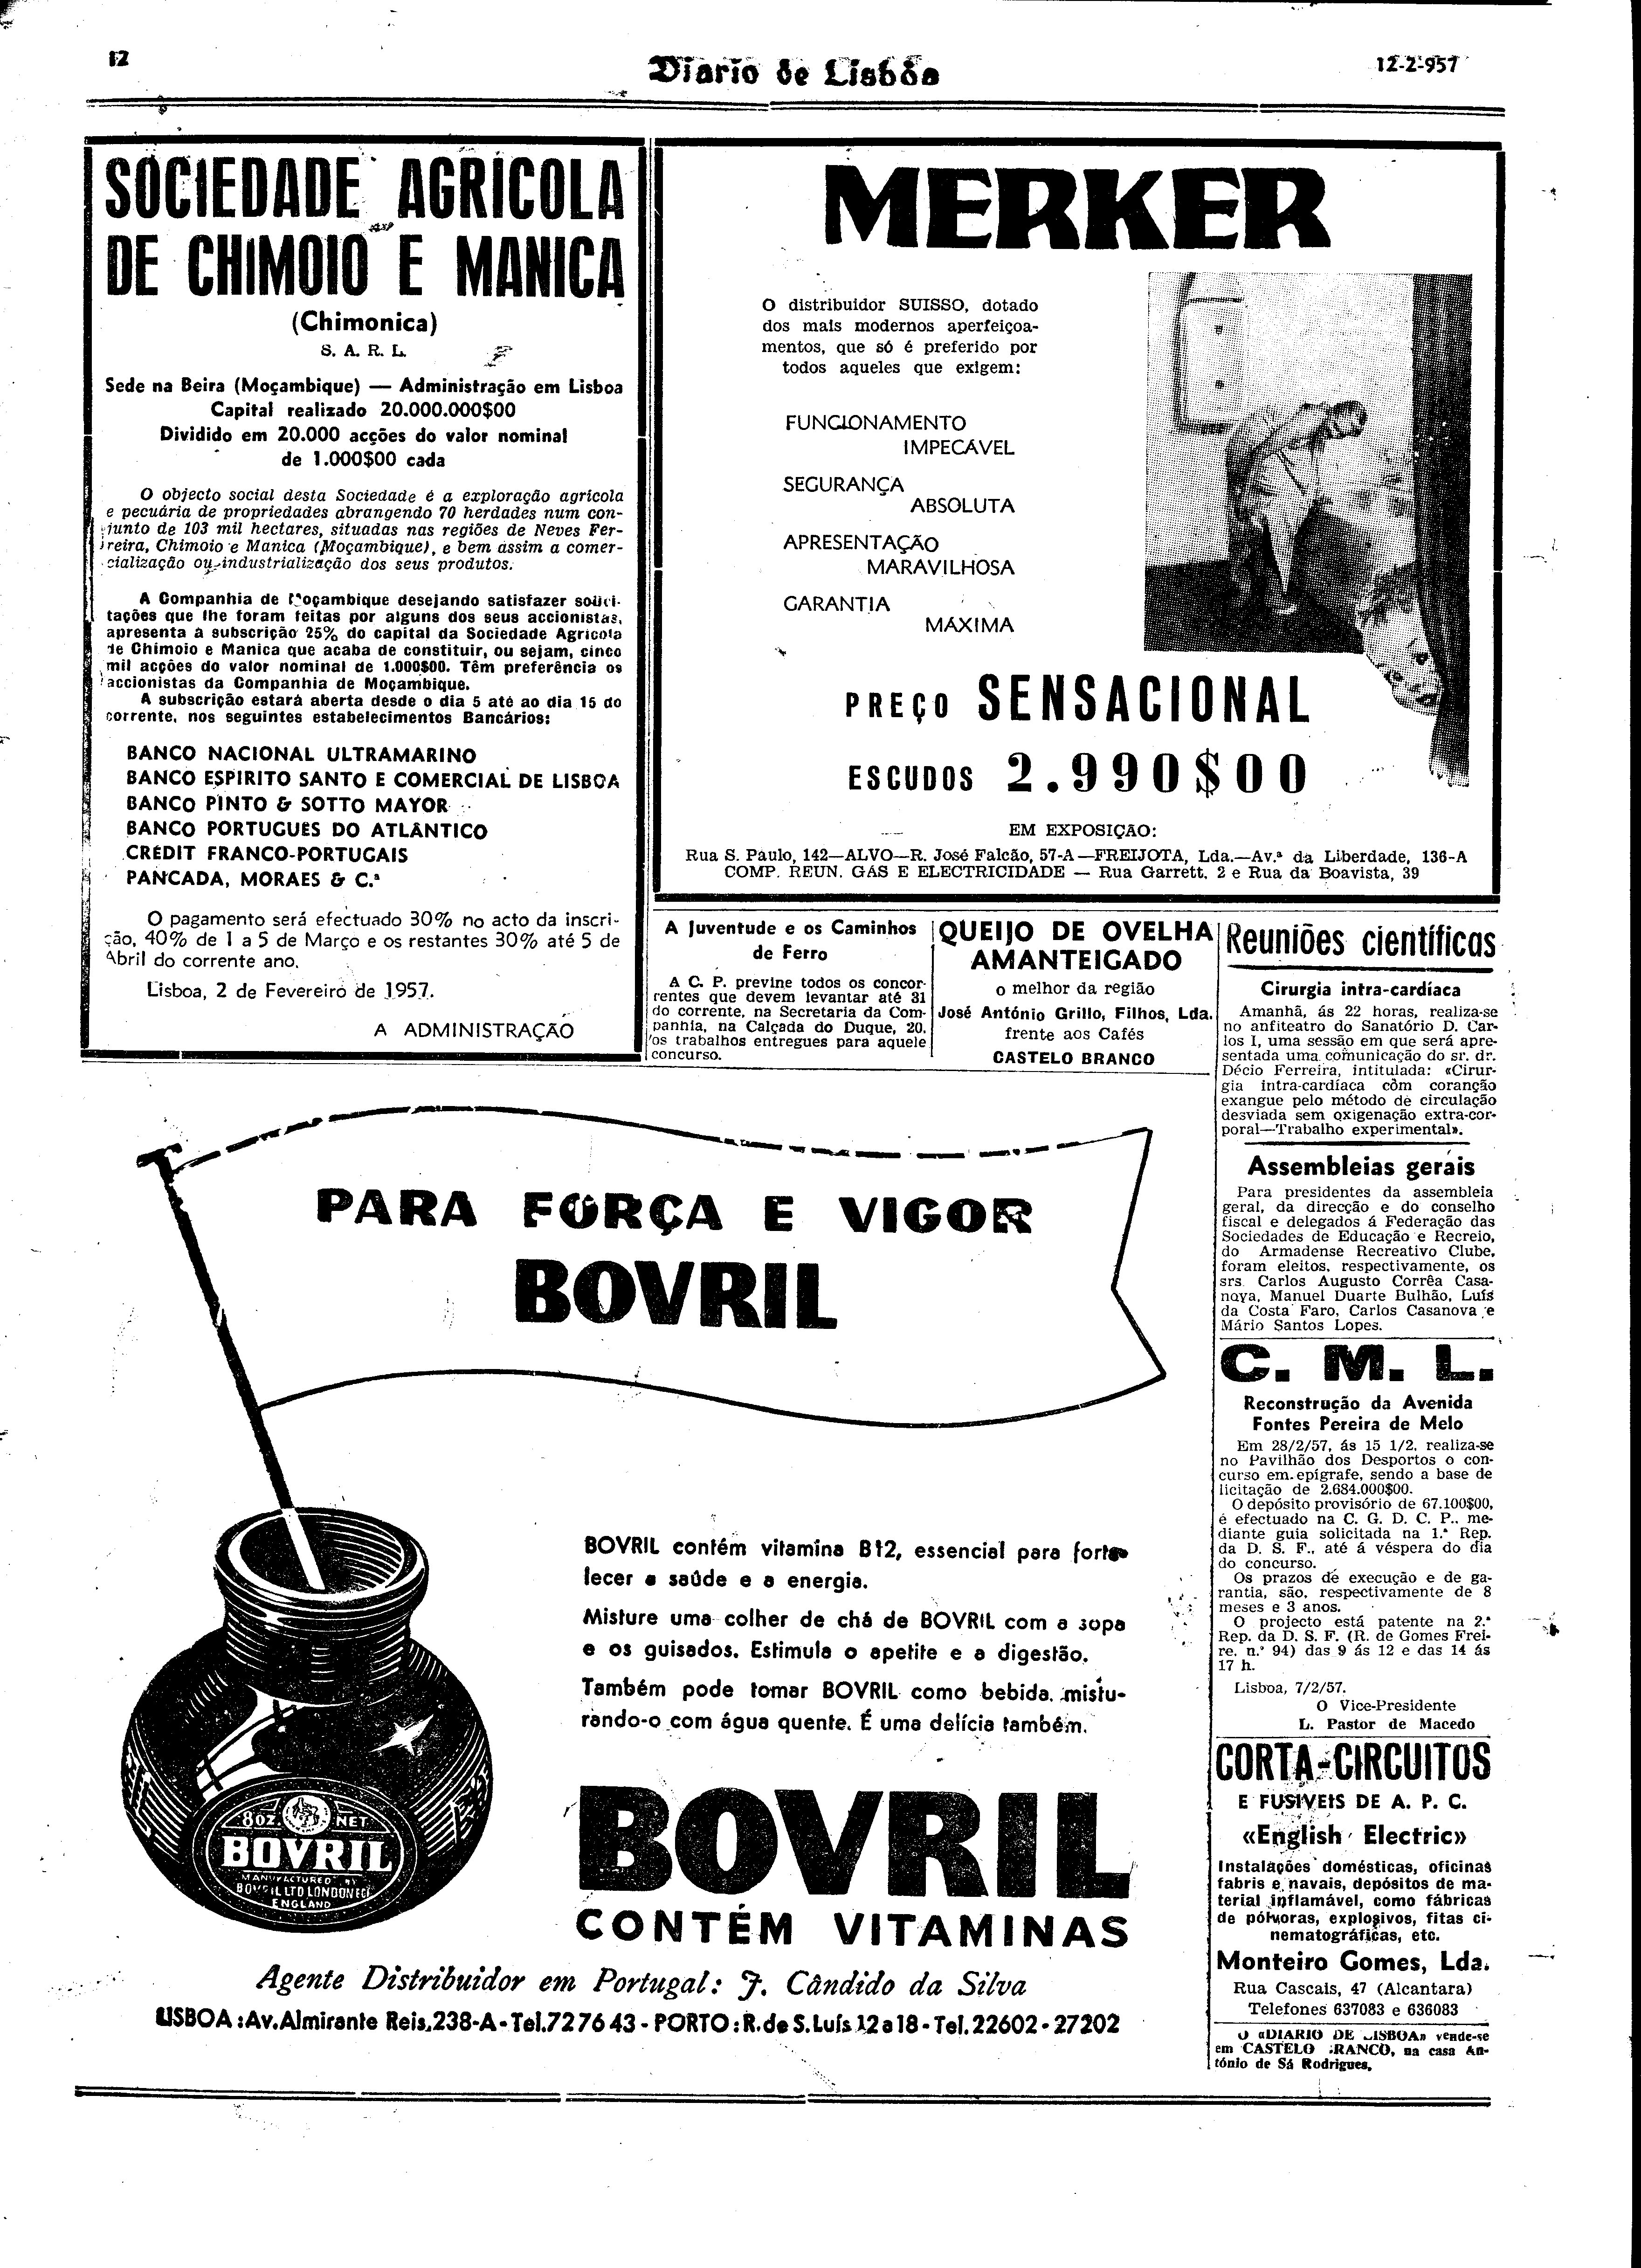 12
Diario de Lisbôa
12-2-957
SOCIEDADE AGRICOLA
DE CHIMOIO E MANICA
(Chimonica)
S. A. R. L.
Sede na Beira (Moçambique) — Administração em Lisboa
Capital realizado 20.000.000$00
Dividido em 20.000 acções do valor nominal
de 1.000$00 cada
O objecto social desta Sociedade é a exploração agrícola
e pecuária de propriedades abrangendo 70 herdades num con-
junto de 103 mil hectares, situadas nas regiões de Neves Fer-
reira, Chimoio e Manica (Moçambique), e bem assim a comer-
cialização ou industrialização dos seus produtos.
A Companhia de Moçambique desejando satisfazer solici-
tações que lhe foram feitas por alguns dos seus accionistas,
apresenta à subscrição 25% do capital da Sociedade Agrícola
de Chimoio e Manica que acaba de constituir, ou sejam, cinco
mil acções do valor nominal de 1.000$00. Têm preferência os
accionistas da Companhia de Moçambique.
A subscrição estará aberta desde o dia 5 até ao dia 15 do
corrente, nos seguintes estabelecimentos Bancários:
BANCO NACIONAL ULTRAMARINO
BANCO ESPIRITO SANTO E COMERCIAL DE LISBOA
BANCO PINTO & SOTTO MAYOR
BANCO PORTUGUÊS DO ATLÂNTICO
CRÉDIT FRANCO-PORTUGAIS
PANCADA, MORAES & C.ª
O pagamento será efectuado 30% no acto da inscri-
ção, 40% de 1 a 5 de Março e os restantes 30% até 5 de
Abril do corrente ano.
Lisboa, 2 de Fevereiro de 1957.
A ADMINISTRAÇÃO
MERKER
O distribuidor SUISSO, dotado
dos mais modernos aperfeiçoa-
mentos, que só é preferido por
todos aqueles que exigem:
FUNCIONAMENTO
IMPECÁVEL
SEGURANÇA
ABSOLUTA
APRESENTAÇÃO
MARAVILHOSA
GARANTIA
MÁXIMA
PREÇO SENSACIONAL
ESCUDOS 2.990$00
EM EXPOSIÇÃO:
Rua S. Paulo, 142—ALVO—R. José Falcão, 57-A—FREIJOTA, Lda.—Av.ª da Liberdade, 136-A
COMP. REUN. GÁS E ELECTRICIDADE — Rua Garrett, 2 e Rua da Boavista, 39
A Juventude e os Caminhos
de Ferro
A C. P. previne todos os concor-
rentes que devem levantar até 31
do corrente, na Secretaria da Com-
panhia, na Calçada do Duque, 20,
os trabalhos entregues para aquele
concurso.
QUEIJO DE OVELHA
AMANTEIGADO
o melhor da região
José António Grillo, Filhos, Lda.
frente aos Cafés
CASTELO BRANCO
Reuniões científicas
Cirurgia intra-cardíaca
Amanhã, ás 22 horas, realiza-se
no anfiteatro do Sanatório D. Car-
los I, uma sessão em que será apre-
sentada uma comunicação do sr. dr.
Décio Ferreira, intitulada: «Cirur-
gia intra-cardíaca com coranção
exangue pelo método de circulação
desviada sem oxigenação extra-cor-
poral—Trabalho experimental».
Assembleias gerais
Para presidentes da assembleia
geral, da direcção e do conselho
fiscal e delegados á Federação das
Sociedades de Educação e Recreio,
do Armadense Recreativo Clube,
foram eleitos, respectivamente, os
srs. Carlos Augusto Corrêa Casa-
nova, Manuel Duarte Bulhão, Luís
da Costa Faro, Carlos Casanova e
Mário Santos Lopes.
C. M. L.
Reconstrução da Avenida
Fontes Pereira de Melo
Em 28/2/57, ás 15 1/2, realiza-se
no Pavilhão dos Desportos o con-
curso em epígrafe, sendo a base de
licitação de 2.684.000$00.
O depósito provisório de 67.100$00,
é efectuado na C. G. D. C. P., me-
diante guia solicitada na 1.ª Rep.
da D. S. F., até á véspera do dia
do concurso.
Os prazos de execução e de ga-
rantia, são, respectivamente de 8
meses e 3 anos.
O projecto está patente na 2.ª
Rep. da D. S. F. (R. de Gomes Frei-
re, n.º 94) das 9 ás 12 e das 14 ás
17 h.
Lisboa, 7/2/57.
O Vice-Presidente
L. Pastor de Macedo
CORTA-CIRCUITOS
E FUSIVEIS DE A. P. C.
«English Electric»
Instalações domésticas, oficinas
fabris e navais, depósitos de ma-
terial inflamável, como fábricas
de pólvoras, explosivos, fitas ci-
nematográficas, etc.
Monteiro Gomes, Lda.
Rua Cascais, 47 (Alcantara)
Telefones 637083 e 636083
O «DIARIO DE LISBOA» vende-se
em CASTELO BRANCO, na casa An-
tónio de Sá Rodrigues.
PARA FORÇA E VIGOR
BOVRIL
BOVRIL contém vitamina B12, essencial para forta-
lecer a saúde e a energia.
Misture uma colher de chá de BOVRIL com a sopa
e os guisados. Estimula o apetite e a digestão.
Também pode tomar BOVRIL como bebida, mistu-
rando-o com água quente. É uma delícia também.
8 OZ. NET
BOVRIL
MANUFACTURED BY
BOVRIL LTD LONDON EC1
ENGLAND
BOVRIL
CONTÉM VITAMINAS
Agente Distribuidor em Portugal: J. Cândido da Silva
LISBOA: Av. Almirante Reis, 238-A - Tel. 72 76 43 - PORTO: R. de S. Luís 12 a 18 - Tel. 22602 - 27202